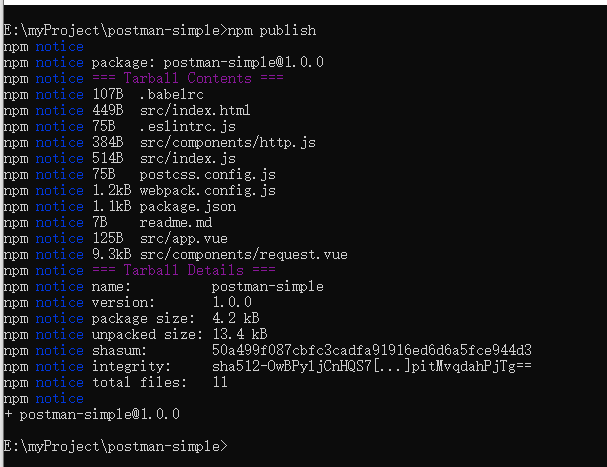 E:\myProject\postman-simple>npm publish
npm notice
npm notice package: postman-simple@1.0.0
npm notice === Tarball Contents ===
npm notice 107B .babelrc
npm notice 449B src/index.html
npm notice 75B .eslintrc.js
npm notice 384B src/components/http.js
npm notice 514B src/index.js
npm notice 75B postcss.config.js
npm notice 1.2kB webpack.config.js
npm notice 1.1kB package.json
npm notice 7B readme.md
npm notice 125B src/app.vue
npm notice 9.3kB src/components/request.vue
npm notice === Tarball Details ===
npm notice name: postman-simple
npm notice version: 1.0.0
npm notice package size: 4.2 kB
npm notice unpacked size: 13.4 kB
npm notice shasum: 50a499f087cbfc3cadfa91916ed6d6a5fce944d3
npm notice integrity: sha512-OwBPyljCnHQS7[...]pitMvqdahPjTg==
npm notice total files: 11
npm notice
+ postman-simple@1.0.0
E:\myProject\postman-simple>